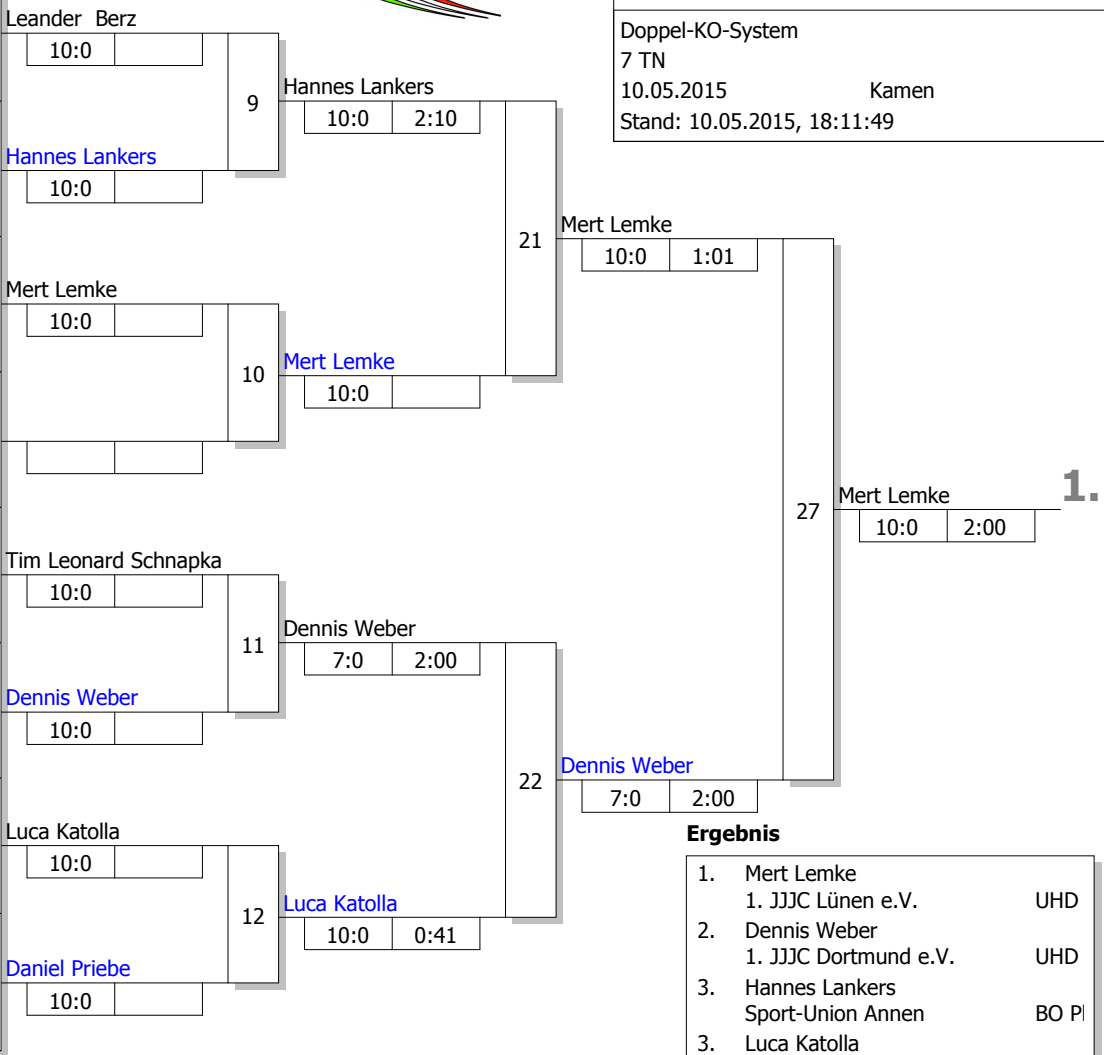 Leander  Berz
10:0
9
Hannes Lankers
10:0 2:10
Hannes Lankers
10:0
Doppel-KO-System
7 TN
10.05.2015 Kamen
Stand: 10.05.2015, 18:11:49
21
Mert Lemke
10:0 1:01
Mert Lemke
10:0
10
Mert Lemke
10:0
27
Mert Lemke
10:0 2:00
1.
Tim Leonard Schnapka
10:0
11
Dennis Weber
7:0 2:00
Dennis Weber
10:0
22
Dennis Weber
7:0 2:00
Luca Katolla
10:0
12
Luca Katolla
10:0 0:41
Daniel Priebe
10:0
Ergebnis
1. Mert Lemke
1. JJJC Lünen e.V. UHD
2. Dennis Weber
1. JJJC Dortmund e.V. UHD
3. Hannes Lankers
Sport-Union Annen BO
3. Luca Katolla